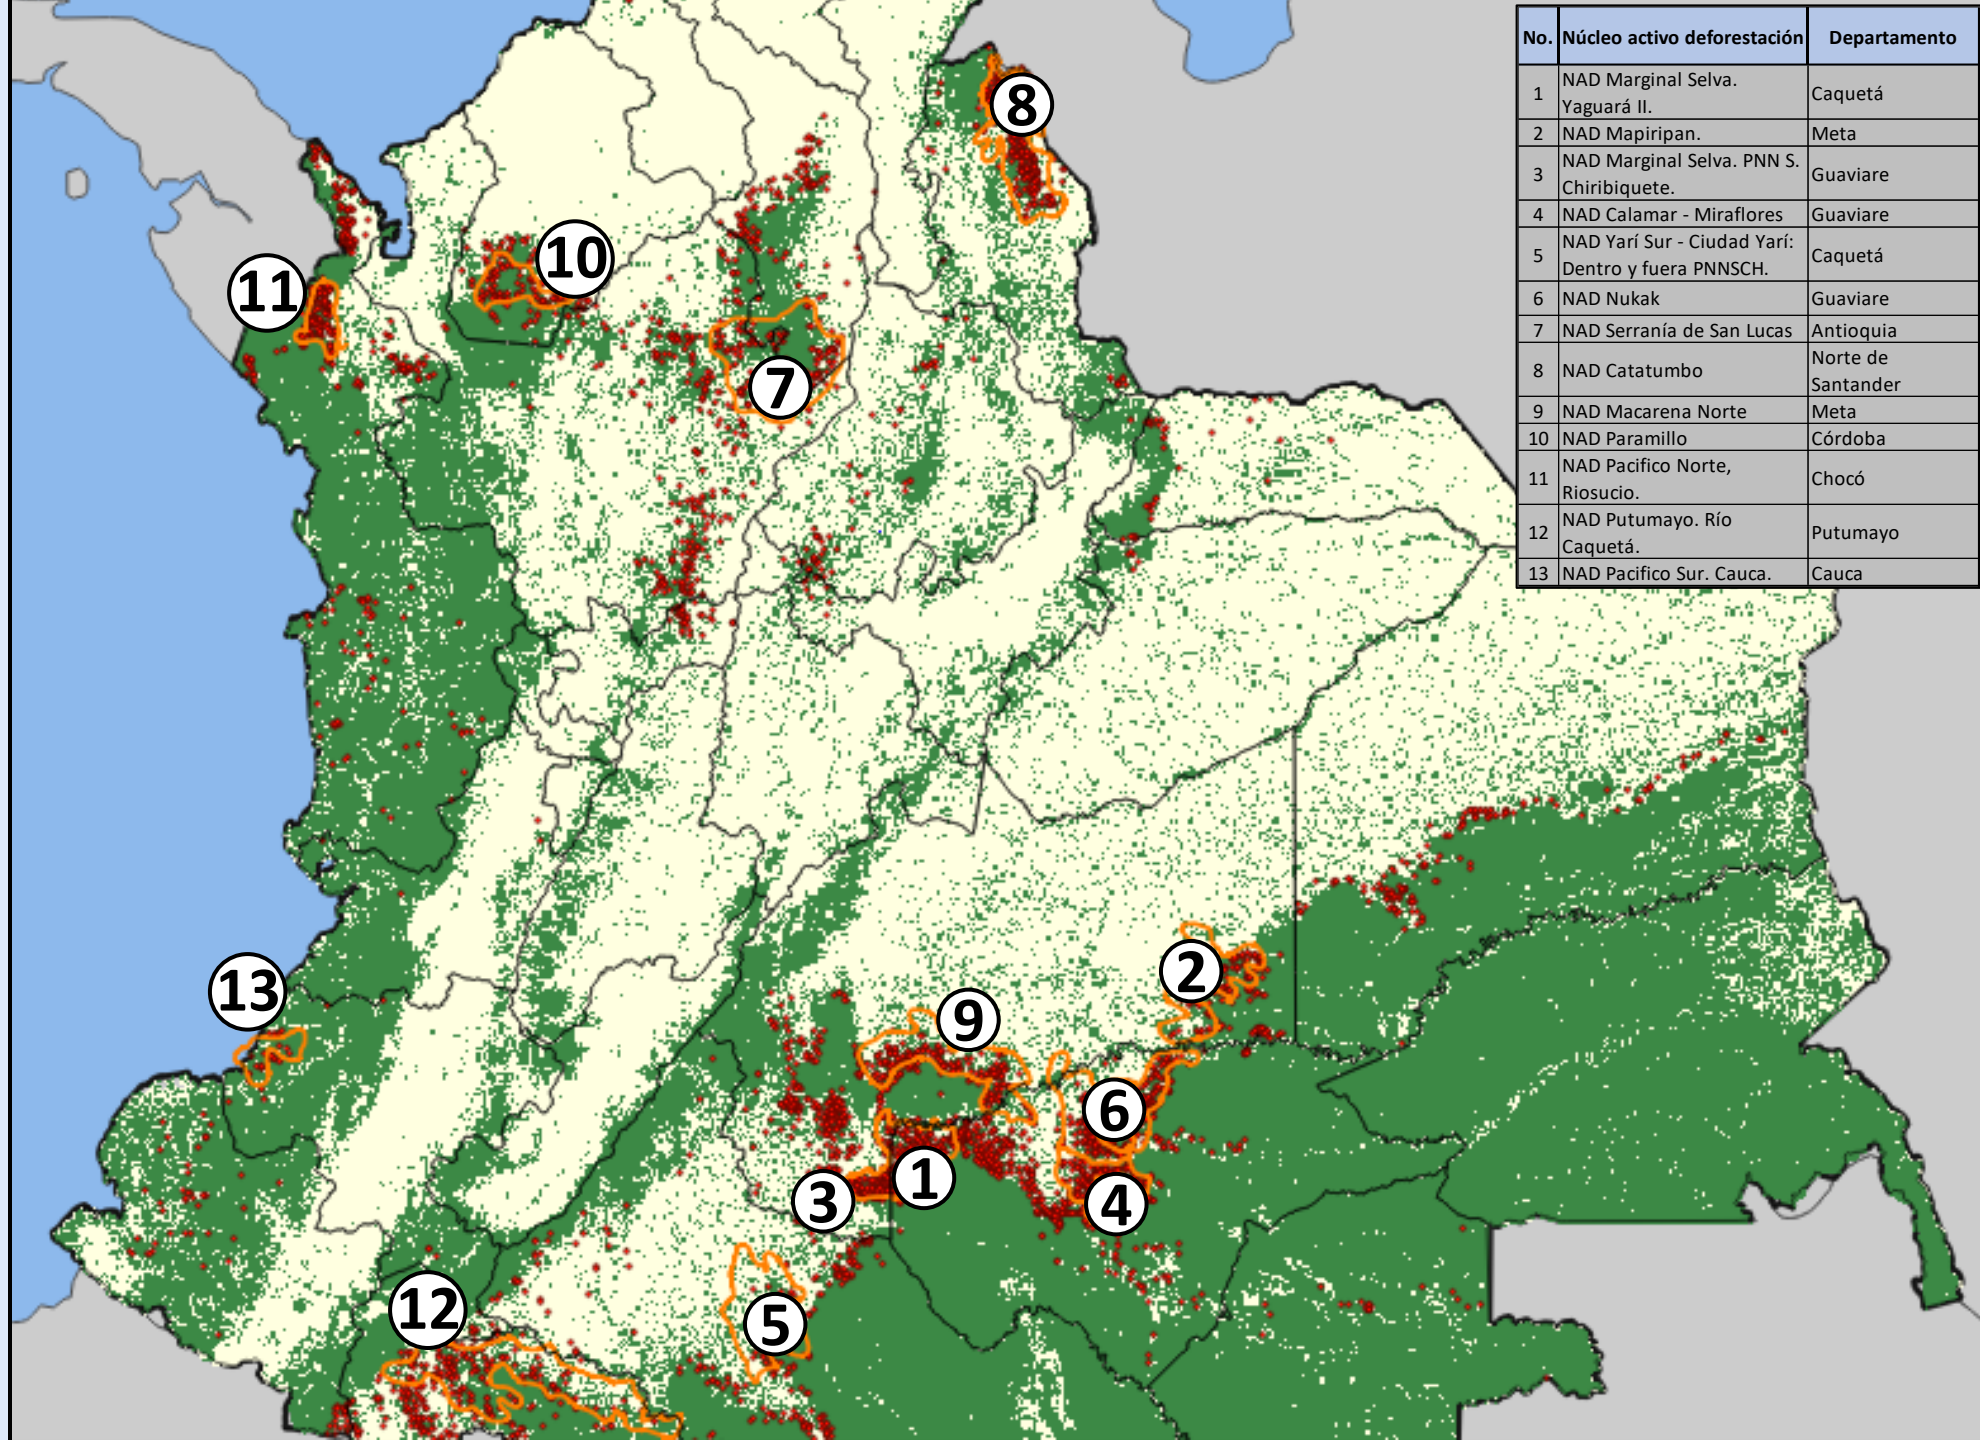 No. Núcleo activo deforestación Departamento
1 NAD Marginal Selva. Caquetá
Yaguará II.
2 NAD Mapiripan. Meta
3 NAD Marginal Selva. PNN S. Guaviare
Chiribiquete.
4 NAD Calamar - Miraflores Guaviare
5 NAD Yarí Sur - Ciudad Yarí: Caquetá
Dentro y fuera PNNSCH.
6 NAD Nukak Guaviare
7 NAD Serranía de San Lucas Antioquia
8 NAD Catatumbo Norte de
Santander
9 NAD Macarena Norte Meta
10 NAD Paramillo Córdoba
11 NAD Pacifico Norte, Chocó
Riosucio.
12 NAD Putumayo. Río Putumayo
Caquetá.
13 NAD Pacifico Sur. Cauca. Cauca
8
10
11
7
2
13
9
6
1
3
4
12
5